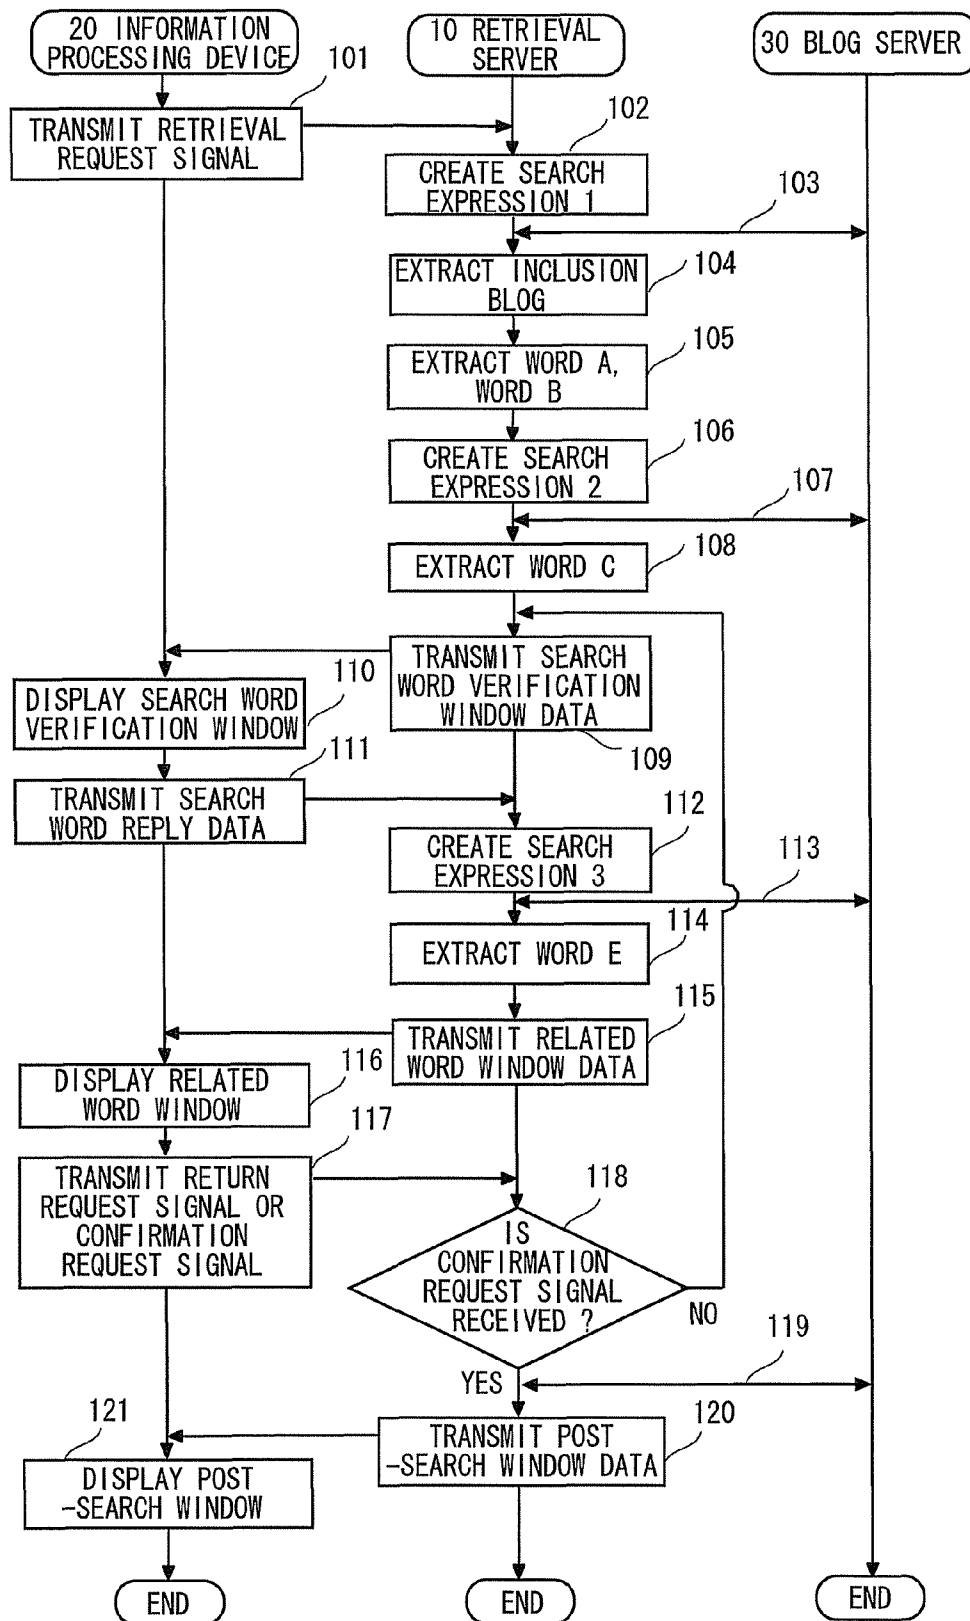 20 INFORMATION
PROCESSING DEVICE
10 RETRIEVAL
SERVER
30 BLOG SERVER
101
TRANSMIT RETRIEVAL
REQUEST SIGNAL
102
CREATE SEARCH
EXPRESSION 1
103
104
EXTRACT INCLUSION
BLOG
105
EXTRACT WORD A,
WORD B
106
CREATE SEARCH
EXPRESSION 2
107
108
EXTRACT WORD C
TRANSMIT SEARCH
WORD VERIFICATION
WINDOW DATA
109
110
DISPLAY SEARCH WORD
VERIFICATION WINDOW
111
TRANSMIT SEARCH
WORD REPLY DATA
112
CREATE SEARCH
EXPRESSION 3
113
114
EXTRACT WORD E
115
TRANSMIT RELATED
WORD WINDOW DATA
116
DISPLAY RELATED
WORD WINDOW
117
TRANSMIT RETURN
REQUEST SIGNAL OR
CONFIRMATION
REQUEST SIGNAL
118
IS
CONFIRMATION
REQUEST SIGNAL
RECEIVED ?
NO
YES
119
120
TRANSMIT POST
-SEARCH WINDOW DATA
121
DISPLAY POST
-SEARCH WINDOW
END
END
END